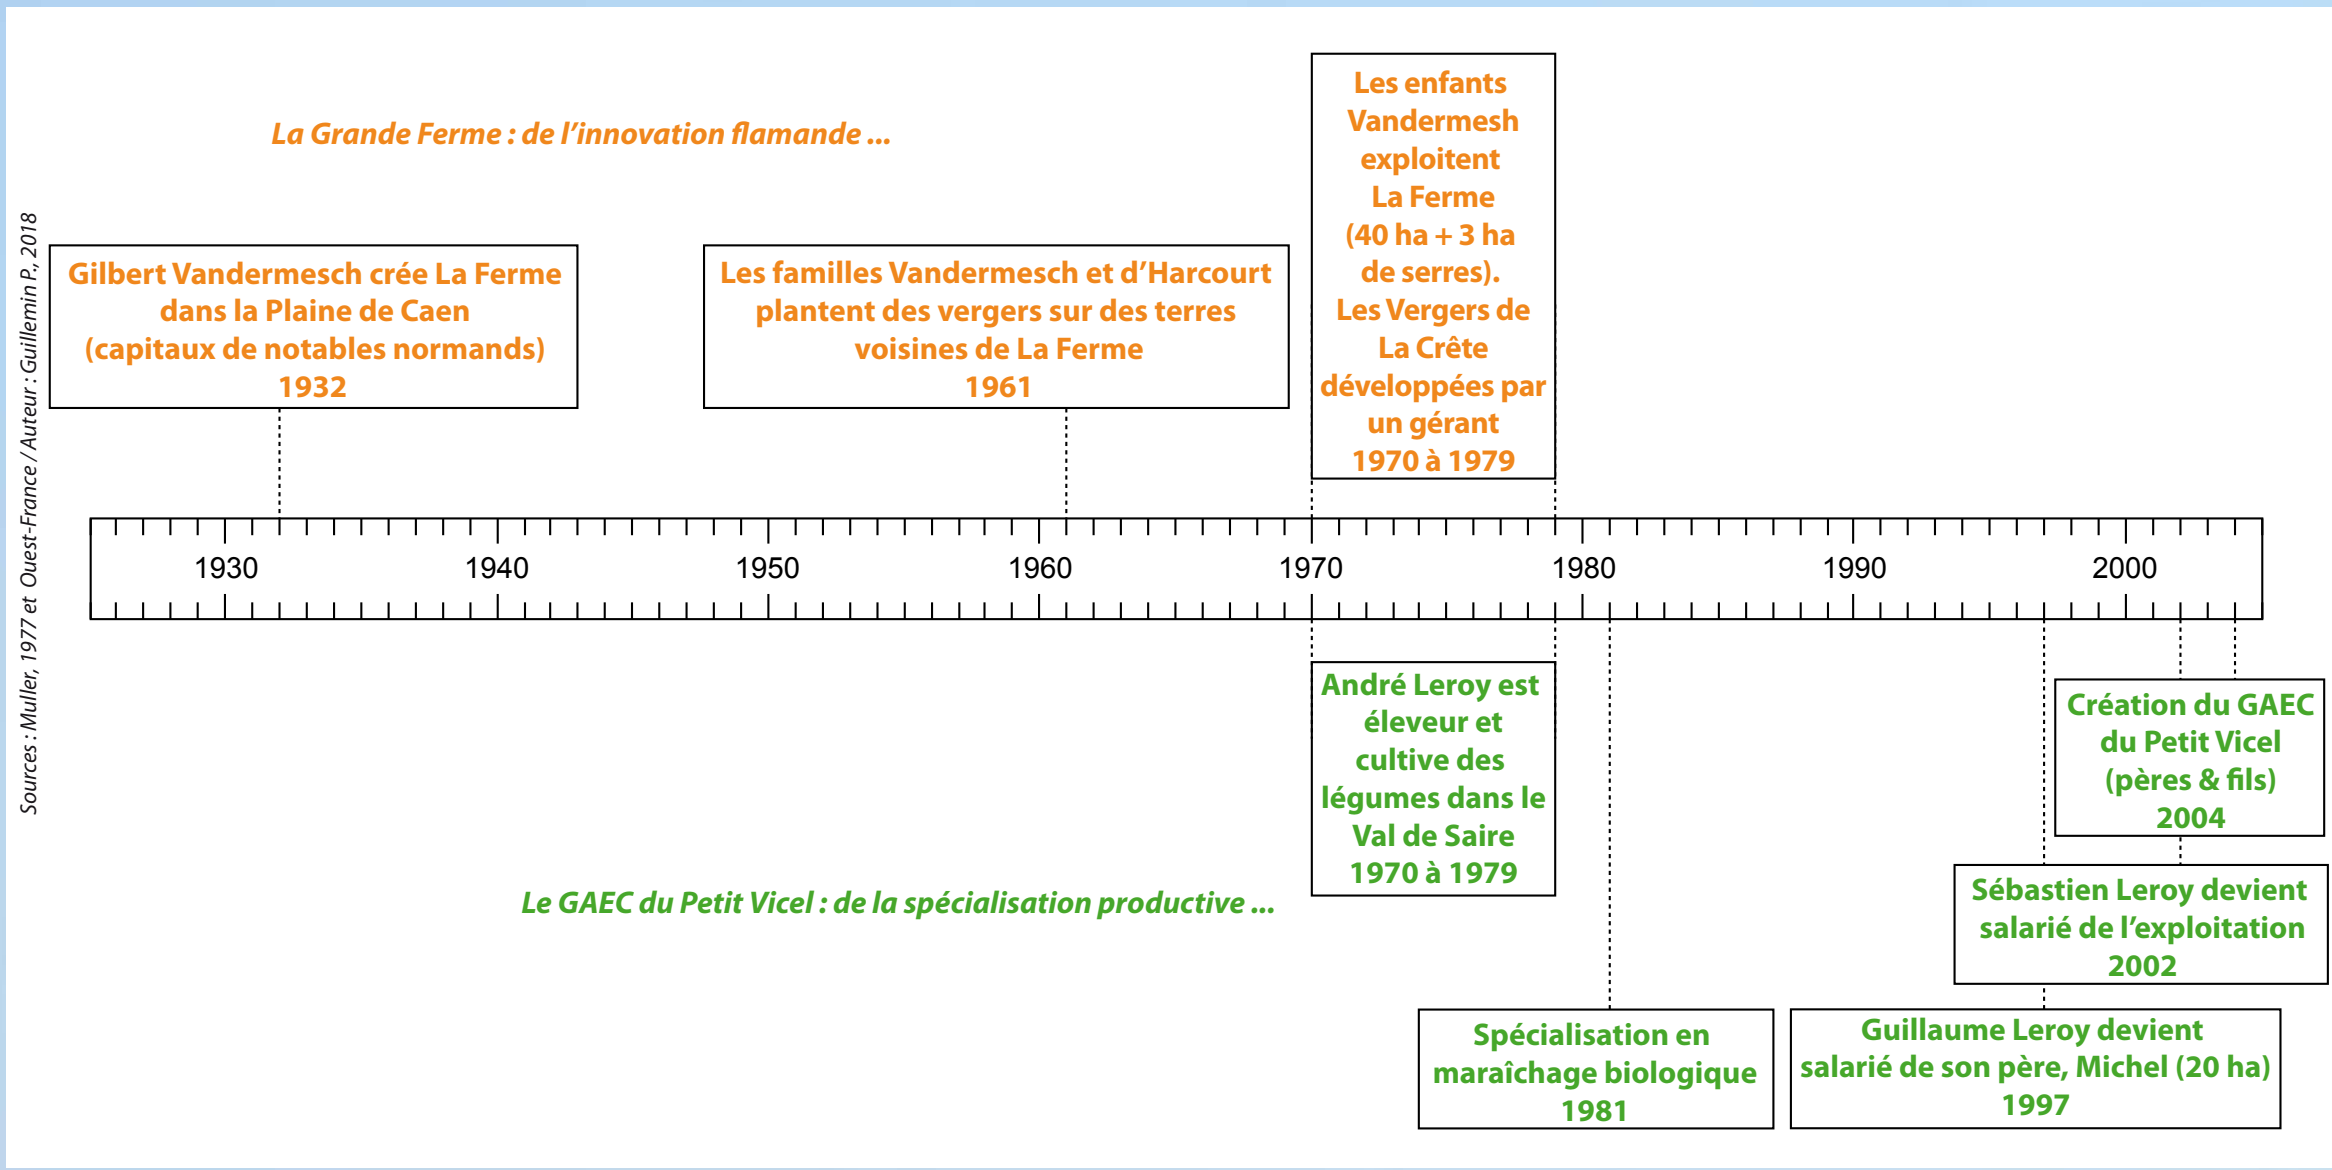 La Grande Ferme : de l'innovation flamande ...
Gilbert Vandermesch crée La Ferme
dans la Plaine de Caen
(capitaux de notables normands)
1932
Les familles Vandermesch et d'Harcourt
plantent des vergers sur des terres
voisines de La Ferme
1961
Les enfants
Vandermesh
exploitent
La Ferme
(40 ha + 3 ha
de serres).
Les Vergers de
La Crête
développées par
un gérant
1970 à 1979
1930 1940 1950 1960 1970 1980 1990 2000
André Leroy est
éleveur et
cultive des
légumes dans le
Val de Saire
1970 à 1979
Le GAEC du Petit Vicel : de la spécialisation productive ...
Spécialisation en
maraîchage biologique
1981
Création du GAEC
du Petit Vicel
(pères & fils)
2004
Sébastien Leroy devient
salarié de l'exploitation
2002
Guillaume Leroy devient
salarié de son père, Michel (20 ha)
1997
Sources : Muller, 1977 et Ouest-France / Auteur : Guillemin P., 2018